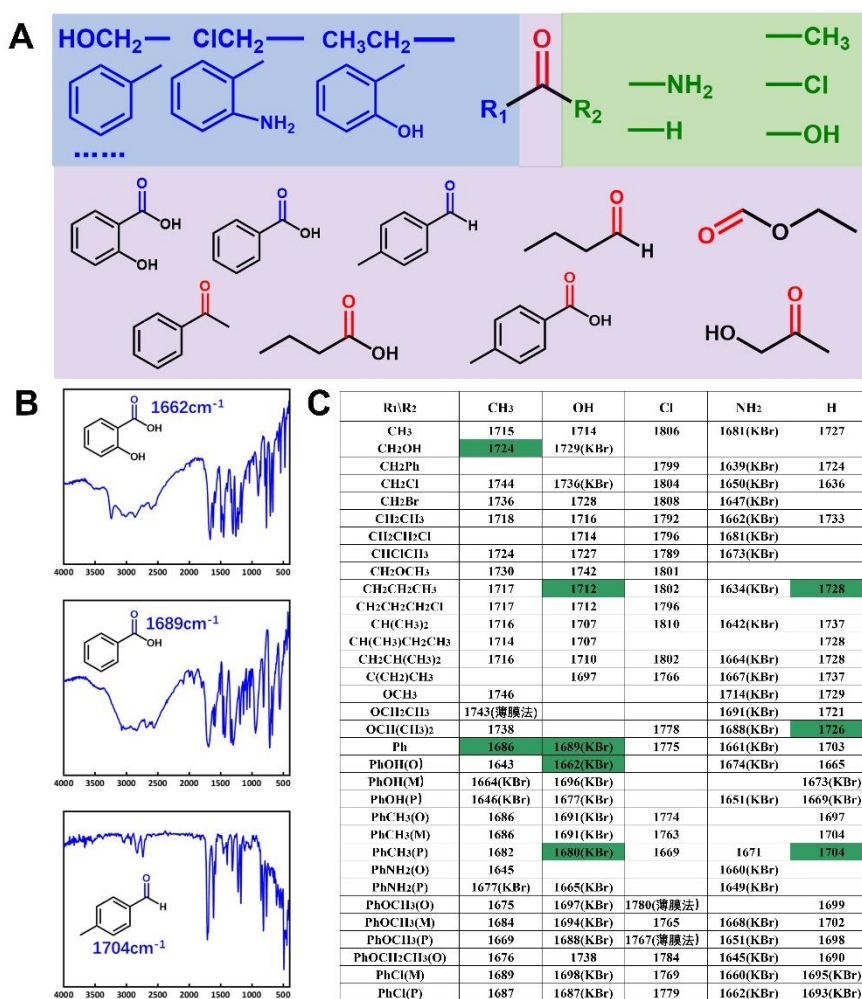 A
HOCH₂— ClCH₂— CH₃CH₂—
NH₂ OH
......
O
R₁ R₂
—CH₃
—NH₂ —Cl
—H —OH
O OH OH
O OH
O H
O H
O O
O
O OH
O OH
HO O
B
1662cm⁻¹
O OH OH
4000 3500 3000 2500 2000 1500 1000 500
1689cm⁻¹
O OH
4000 3500 3000 2500 2000 1500 1000 500
O H
1704cm⁻¹
4000 3500 3000 2500 2000 1500 1000 500
C
R₁\R₂ CH₃ OH Cl NH₂ H
CH₃ 1715 1714 1806 1681(KBr) 1727
CH₂OH 1724 1729(KBr)
CH₂Ph 1799 1639(KBr) 1724
CH₂Cl 1744 1736(KBr) 1804 1650(KBr) 1636
CH₂Br 1736 1728 1808 1647(KBr)
CH₂CH₃ 1718 1716 1792 1662(KBr) 1733
CH₂CH₂Cl 1714 1796 1681(KBr)
CHClCH₃ 1724 1727 1789 1673(KBr)
CH₂OCH₃ 1730 1742 1801
CH₂CH₂CH₃ 1717 1712 1802 1634(KBr) 1728
CH₂CH₂CH₂Cl 1717 1712 1796
CH(CH₃)₂ 1716 1707 1810 1642(KBr) 1737
CH(CH₃)CH₂CH₃ 1714 1707 1728
CH₂CH(CH₃)₂ 1716 1710 1802 1664(KBr) 1728
C(CH₂)CH₃ 1697 1766 1667(KBr) 1737
OCH₃ 1746 1714(KBr) 1729
OCH₂CH₃ 1743(薄膜法) 1691(KBr) 1721
OCH(CH₃)₂ 1738 1778 1688(KBr) 1726
Ph 1686 1689(KBr) 1775 1661(KBr) 1703
PhOH(O) 1643 1662(KBr) 1674(KBr) 1665
PhOH(M) 1664(KBr) 1696(KBr) 1673(KBr)
PhOH(P) 1646(KBr) 1677(KBr) 1651(KBr) 1669(KBr)
PhCH₃(O) 1686 1691(KBr) 1774 1697
PhCH₃(M) 1686 1691(KBr) 1763 1704
PhCH₃(P) 1682 1680(KBr) 1669 1671 1704
PhNH₂(O) 1645 1660(KBr)
PhNH₂(P) 1677(KBr) 1665(KBr) 1649(KBr)
PhOCH₃(O) 1675 1697(KBr) 1780(薄膜法) 1699
PhOCH₃(M) 1684 1694(KBr) 1765 1668(KBr) 1702
PhOCH₃(P) 1669 1688(KBr) 1767(薄膜法) 1651(KBr) 1698
PhOCH₂CH₃(O) 1676 1738 1784 1645(KBr) 1690
PhCl(M) 1689 1698(KBr) 1769 1660(KBr) 1695(KBr)
PhCl(P) 1687 1687(KBr) 1779 1662(KBr) 1693(KBr)